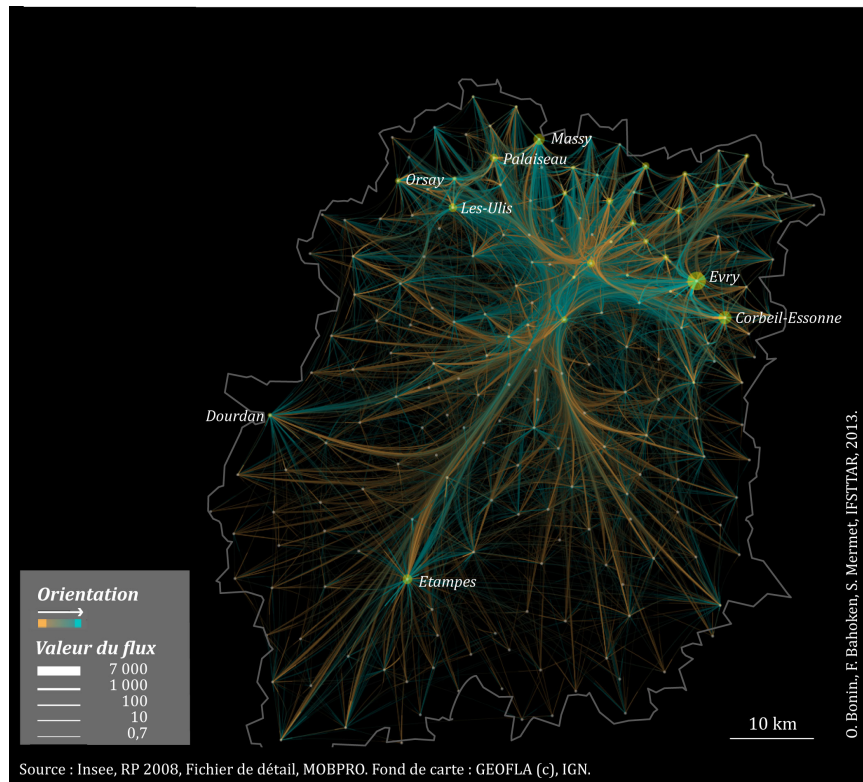 Massy
Palaiseau
Orsay
Les-Ulis
Evry
Corbeil-Essonne
Dourdan
Etampes
Orientation
Valeur du flux
7 000
1 000
100
10
0,7
10 km
O. Bonin., F. Bahoken, S. Mermet, IFSTTAR, 2013.
Source : Insee, RP 2008, Fichier de détail, MOBPRO. Fond de carte : GEOFLA (c), IGN.